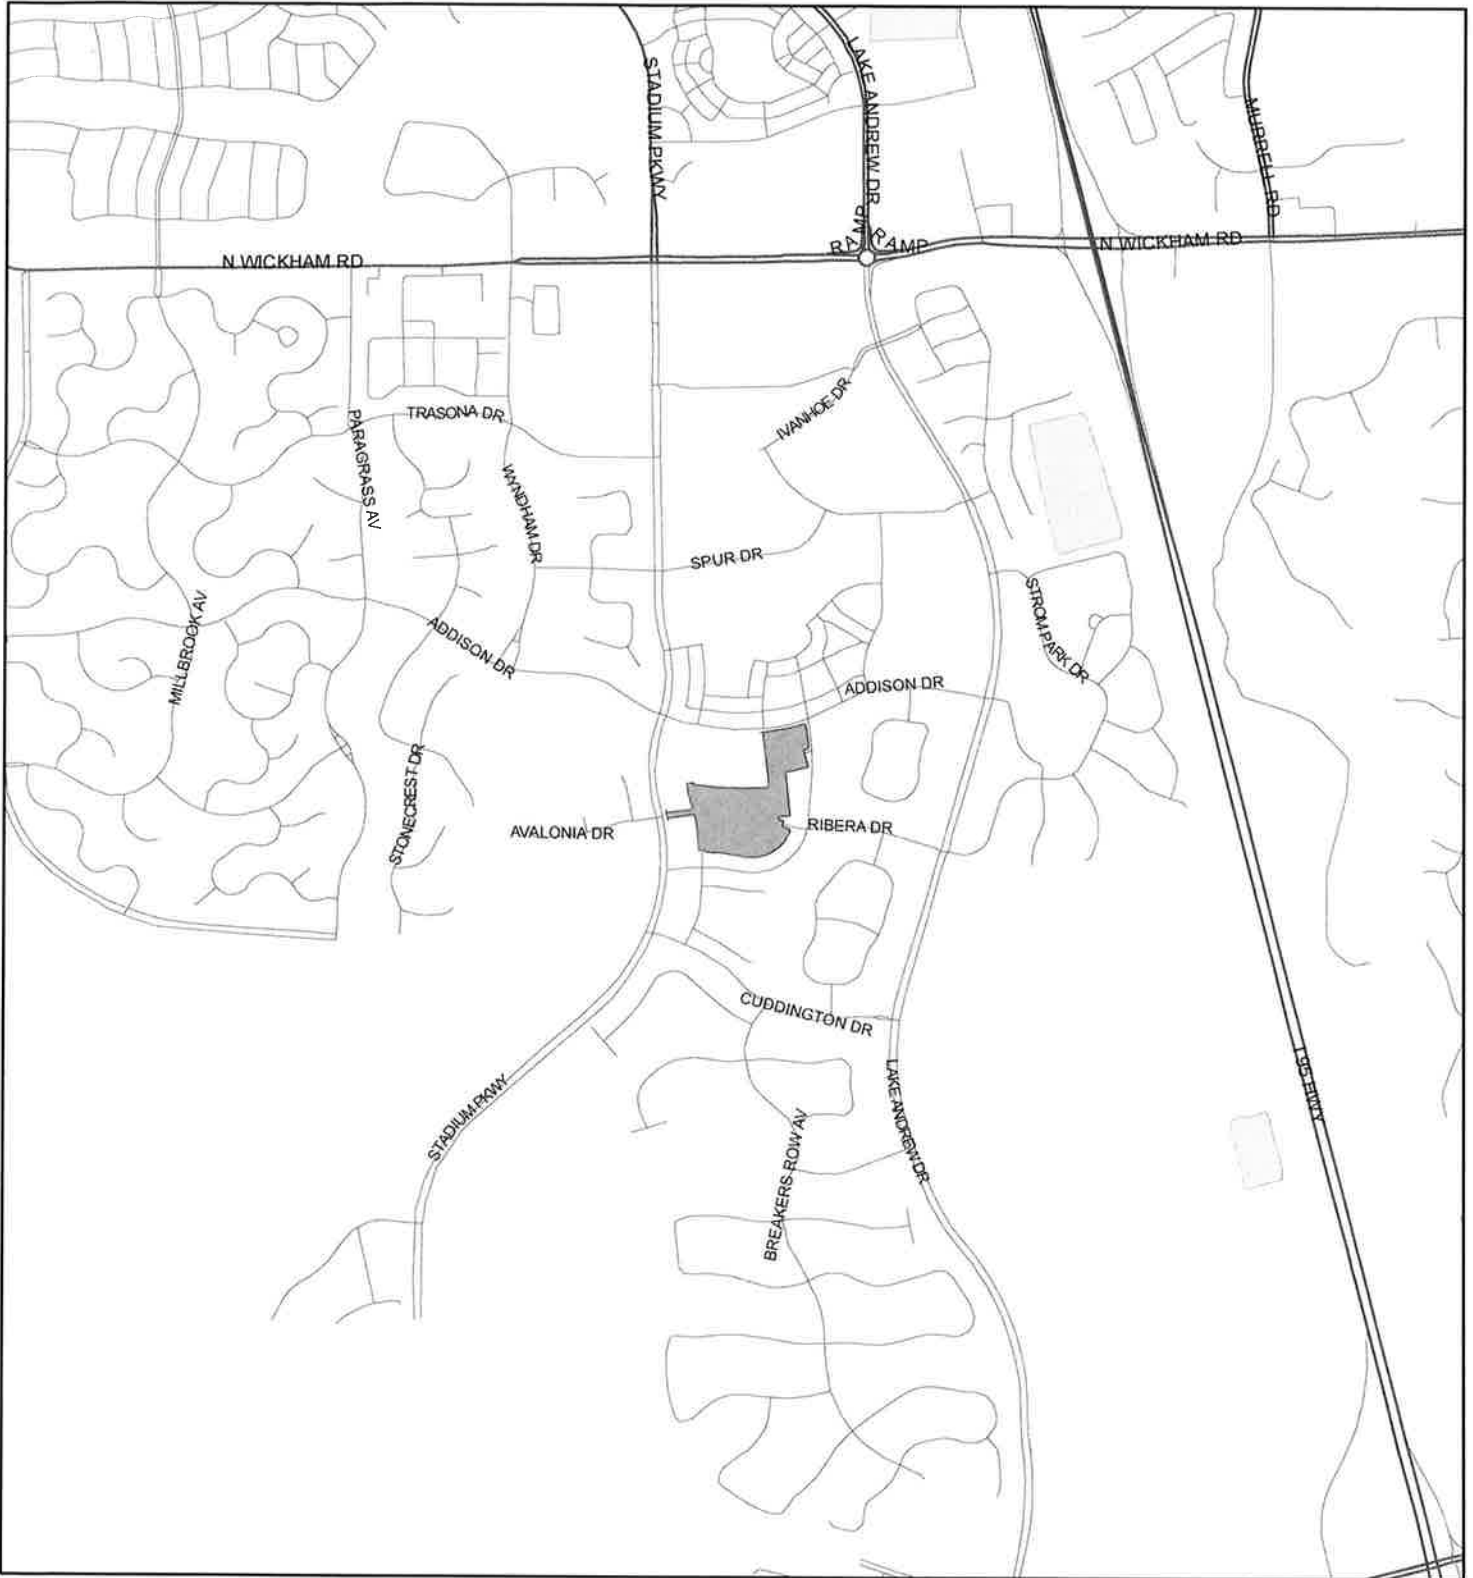 STADIUM PKWY
LAKE ANDREW DR
MURRELL RD
RAMP
RAMP
N WICKHAM RD
N WICKHAM RD
IVANHOE DR
TRASONA DR
PARAGRASS AV
WYNDHAM DR
SPUR DR
STROM PARK DR
MILLBROOK AV
ADDISON DR
ADDISON DR
STONECREST DR
AVALONIA DR
RIBERA DR
CUDDINGTON DR
STADIUM PKWY
LAKE ANDREW DR
I 95 HWY
BREAKERS ROW AV